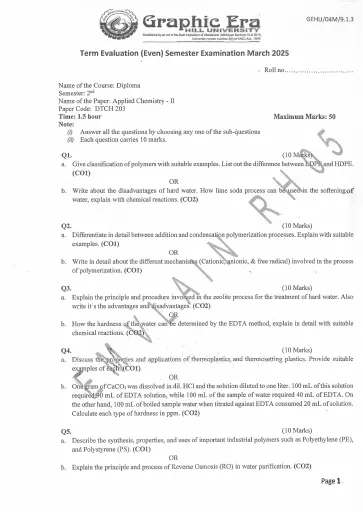 GEHU/04M/9.1.3
Graphic Era
HILL UNIVERSITY
Term Evaluation (Even) Semester Examination March 2025
Roll no..............................
Name of the Course: Diploma
Semester: 2nd
Name of the Paper: Applied Chemistry - II
Paper Code: DTCH 203
Time: 1.5 hour Maximum Marks: 50
Note:
(i) Answer all the questions by choosing any one of the sub-questions
(ii) Each question carries 10 marks.
Q1. (10 Marks)
a. Give classification of polymers with suitable examples. List out the difference between LDPE and HDPE.
(CO1)
OR
b. Write about the disadvantages of hard water. How lime soda process can be used in the softening of
water, explain with chemical reactions. (CO2)
Q2. (10 Marks)
a. Differentiate in detail between addition and condensation polymerization processes. Explain with suitable
examples. (CO1)
OR
b. Write in detail about the different mechanisms (Cationic, anionic, & free radical) involved in the process
of polymerization. (CO1)
Q3. (10 Marks)
a. Explain the principle and procedure involved in the zeolite process for the treatment of hard water. Also
write it's the advantages and disadvantages. (CO2)
OR
b. How the hardness of the water can be determined by the EDTA method, explain in detail with suitable
chemical reactions. (CO2)
Q4. (10 Marks)
a. Discuss the properties and applications of thermoplastics and thermosetting plastics. Provide suitable
examples of each. (CO1)
OR
b. One gram of CaCO₃ was dissolved in dil. HCl and the solution diluted to one liter. 100 mL of this solution
required 90 mL of EDTA solution, while 100 mL of the sample of water required 40 mL of EDTA. On
the other hand, 100 mL of boiled sample water when titrated against EDTA consumed 20 mL of solution.
Calculate each type of hardness in ppm. (CO2)
Q5. (10 Marks)
a. Describe the synthesis, properties, and uses of important industrial polymers such as Polyethylene (PE),
and Polystyrene (PS). (CO1)
OR
b. Explain the principle and process of Reverse Osmosis (RO) in water purification. (CO2)
Page 1